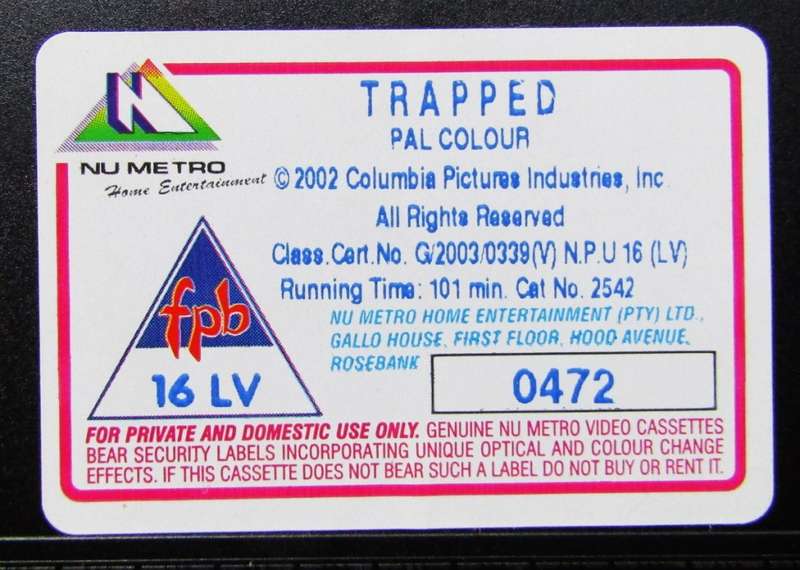 TRAPPED
PAL COLOUR
N
NU METRO
Home Entertainment
© 2002 Columbia Pictures Industries, Inc
All Rights Reserved
Class.Cert.No. G/2003/0339(V) N.P.U 16 (LV)
Running Time: 101 min. Cat No. 2542
NU METRO HOME ENTERTAINMENT (PTY) LTD.,
GALLO HOUSE, FIRST FLOOR, HOOD AVENUE,
ROSEBANK
0472
fpb
16 LV
FOR PRIVATE AND DOMESTIC USE ONLY. GENUINE NU METRO VIDEO CASSETTES
BEAR SECURITY LABELS INCORPORATING UNIQUE OPTICAL AND COLOUR CHANGE
EFFECTS. IF THIS CASSETTE DOES NOT BEAR SUCH A LABEL DO NOT BUY OR RENT IT.